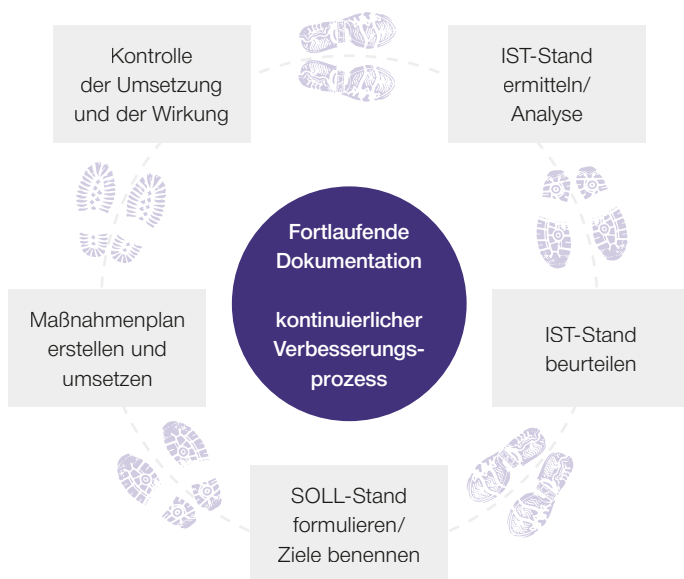 Kontrolle
der Umsetzung
und der Wirkung
IST-Stand
ermitteln/
Analyse
Fortlaufende
Dokumentation
kontinuierlicher
Verbesserungs-
prozess
Maßnahmenplan
erstellen und
umsetzen
IST-Stand
beurteilen
SOLL-Stand
formulieren/
Ziele benennen